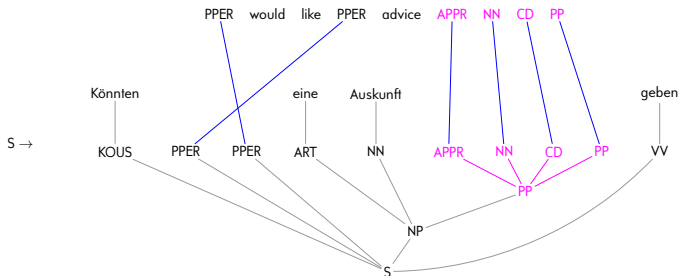 PPER would like PPER advice APPR NN CD PP
Könnten eine Auskunft geben
S → KOUS PPER PPER ART NN APPR NN CD PP VV
PP
NP
S